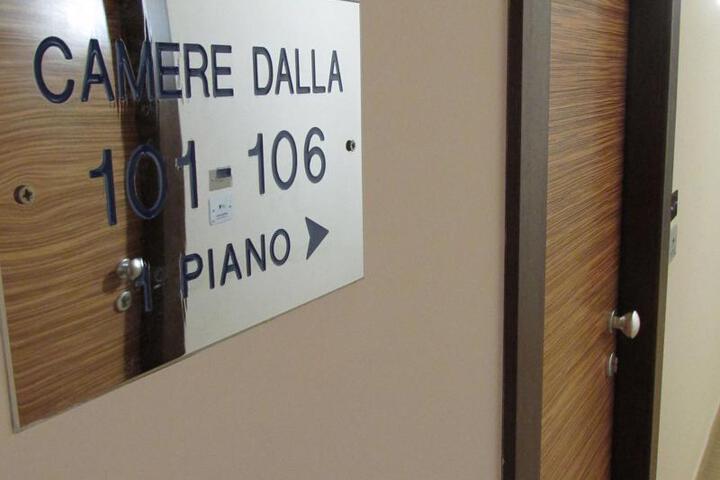 CAMERE DALLA
101-106
1 PIANO